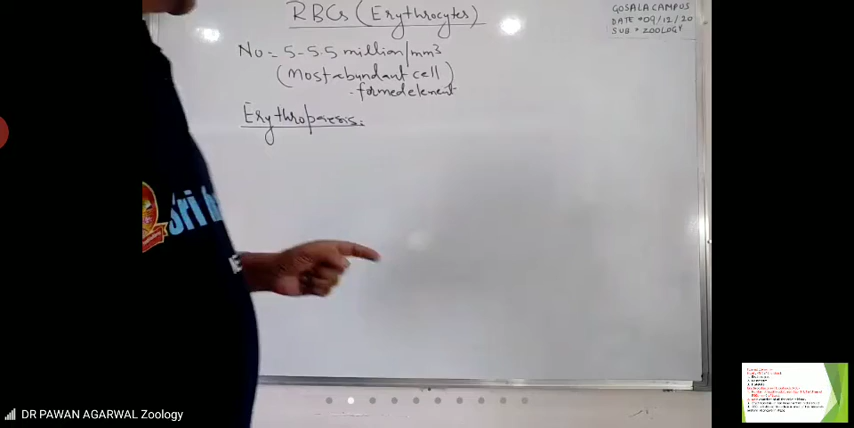 RBCs (Erythrocytes)
GOSALA CAMPUS
DATE = 09/12/20
SUB = ZOOLOGY
No = 5-5.5 million/mm³
(Most abundant cell)
- formed element
Erythropoiesis:
Sri
DR PAWAN AGARWAL Zoology